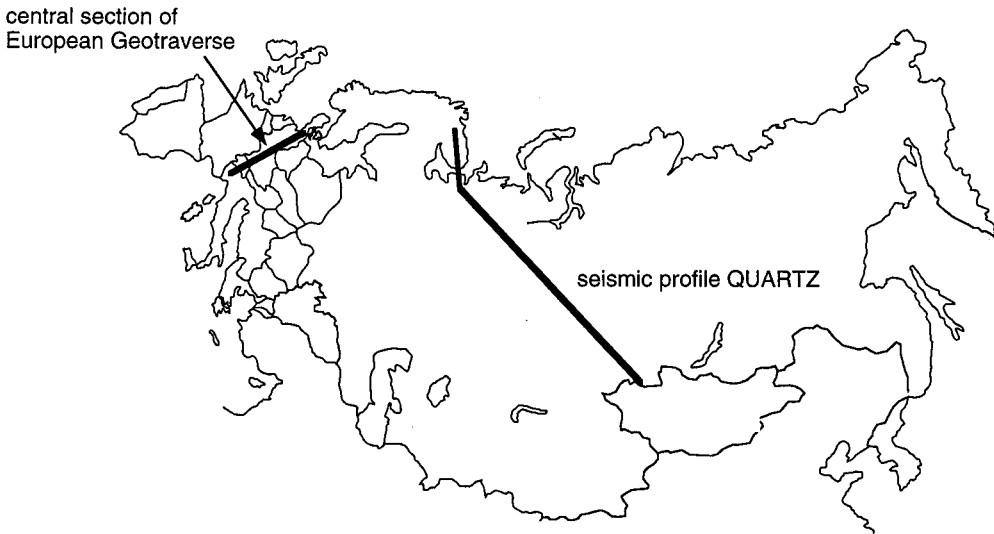 central section of
European Geotraverse
seismic profile QUARTZ